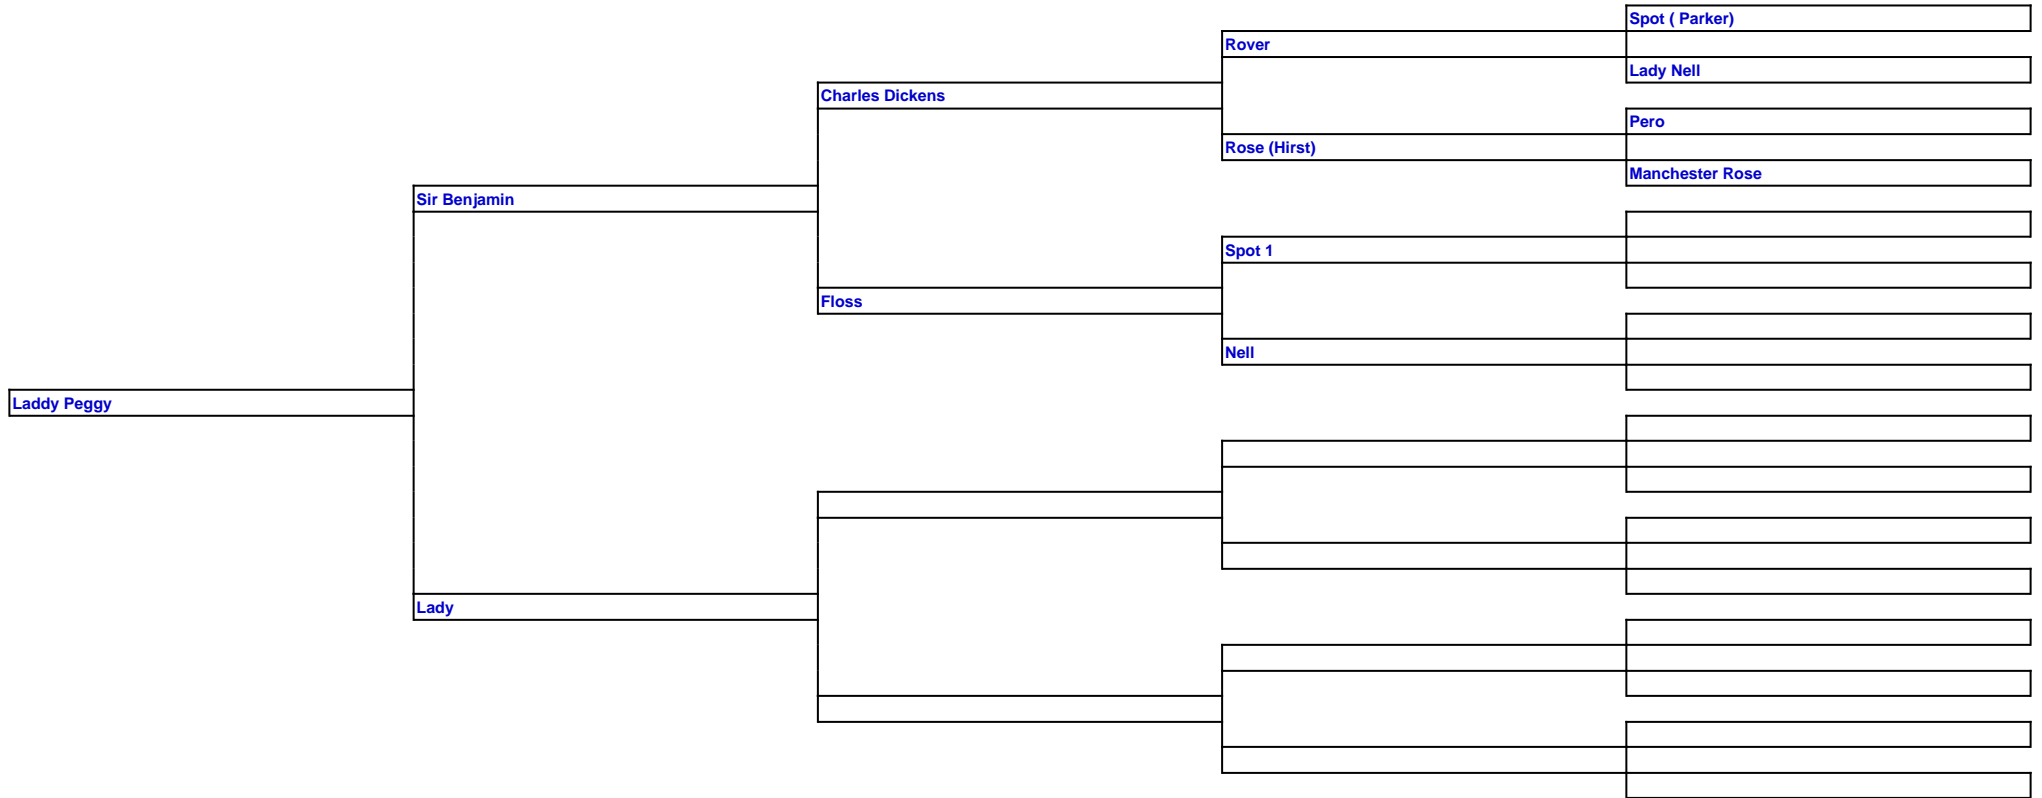 Spot ( Parker)
Rover
Lady Nell
Charles Dickens
Pero
Rose (Hirst)
Manchester Rose
Sir Benjamin
Spot 1
Floss
Nell
Laddy Peggy
Lady